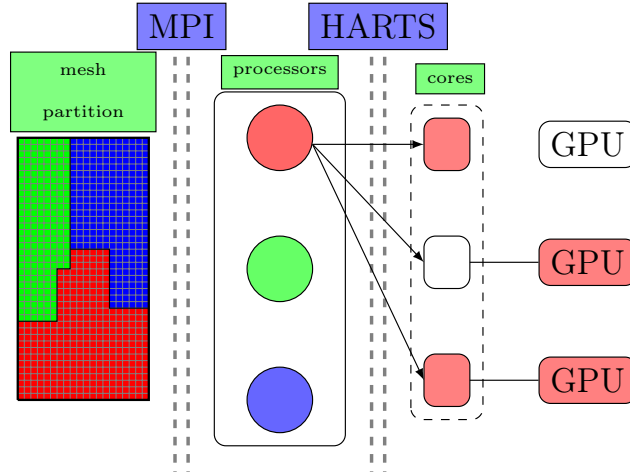 MPI
HARTS
mesh
partition
processors
cores
GPU
GPU
GPU